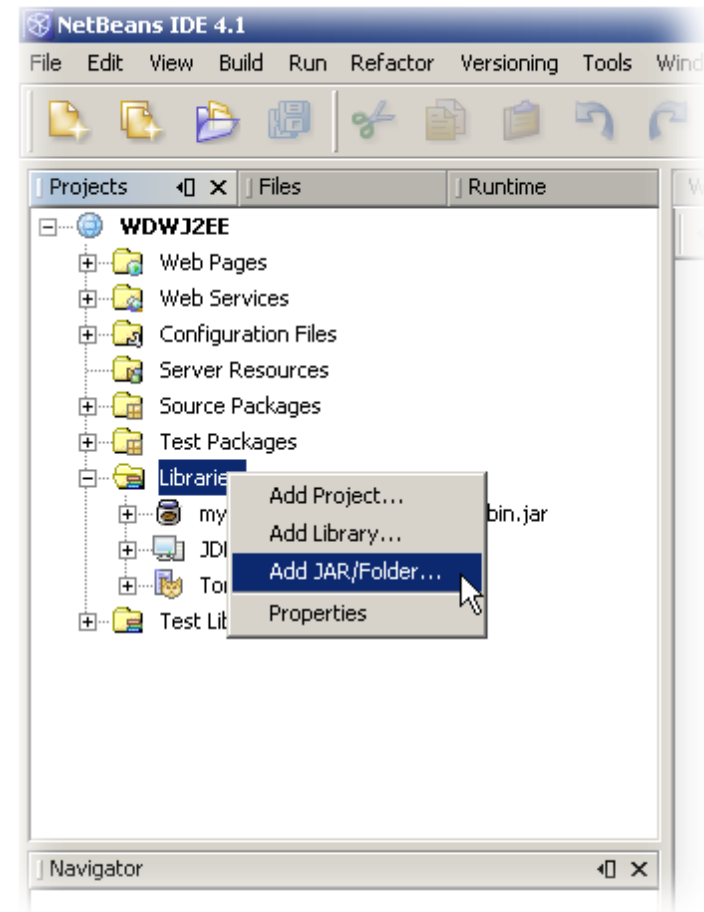 NetBeans IDE 4.1
File Edit View Build Run Refactor Versioning Tools
Projects Files Runtime
WDWJ2EE
Web Pages
Web Services
Configuration Files
Server Resources
Source Packages
Test Packages
Add Project...
bin.jar
Add Library...
Add JAR/Folder...
Test
Properties
Navigator